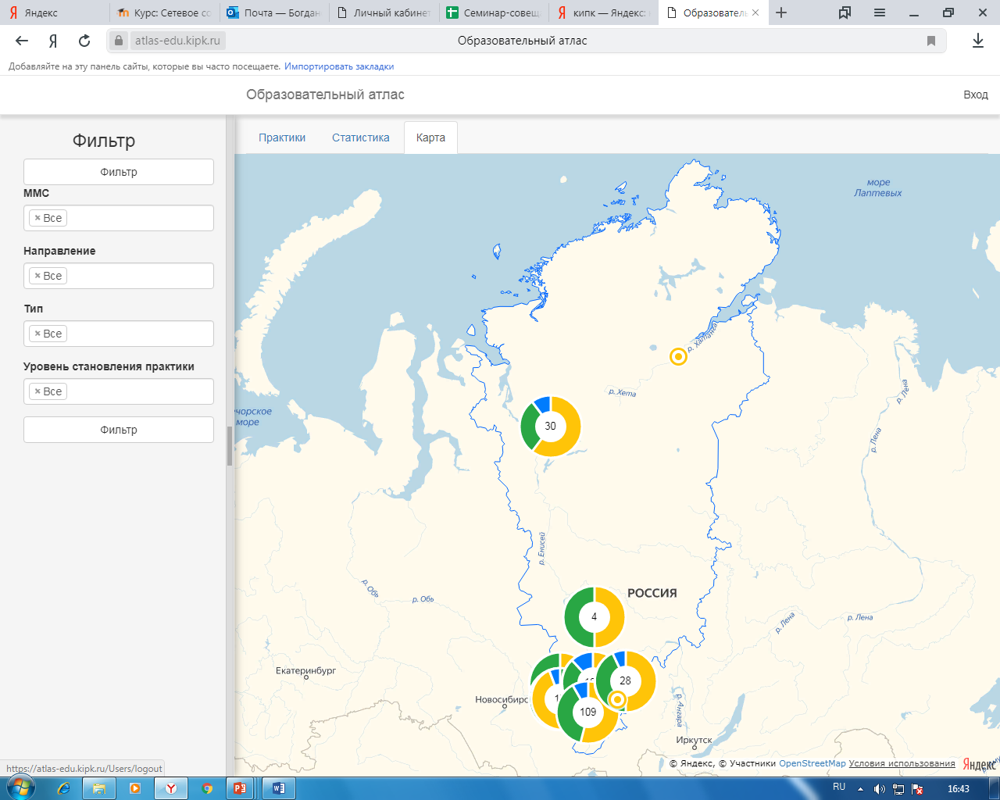 Яндекс
Курс: Сетевое со
Почта — Богдан
Личный кабинет
Семинар-совещ
кипк — Яндекс:
Образователь
atlas-edu.kipk.ru
Образовательный атлас
Добавляйте на эту панель сайты, которые вы часто посещаете. Импортировать закладки
Образовательный атлас
Вход
Фильтр
Фильтр
ММС
× Все
Направление
× Все
Тип
× Все
Уровень становления практики
× Все
Фильтр
Практики
Статистика
Карта
море
Лаптевых
р. Хатанга
р. Хета
чорское
море
30
р. Лена
р. Лена
р. Енисей
р. Обь
р. Обь
РОССИЯ
4
р. Лена
р. Лена
Екатеринбург
28
Новосибирс
109
р. Ангара
Иркутск
© Яндекс, © Участники OpenStreetMap Условия использования
Яндекс
https://atlas-edu.kipk.ru/Users/logout
RU
16:43